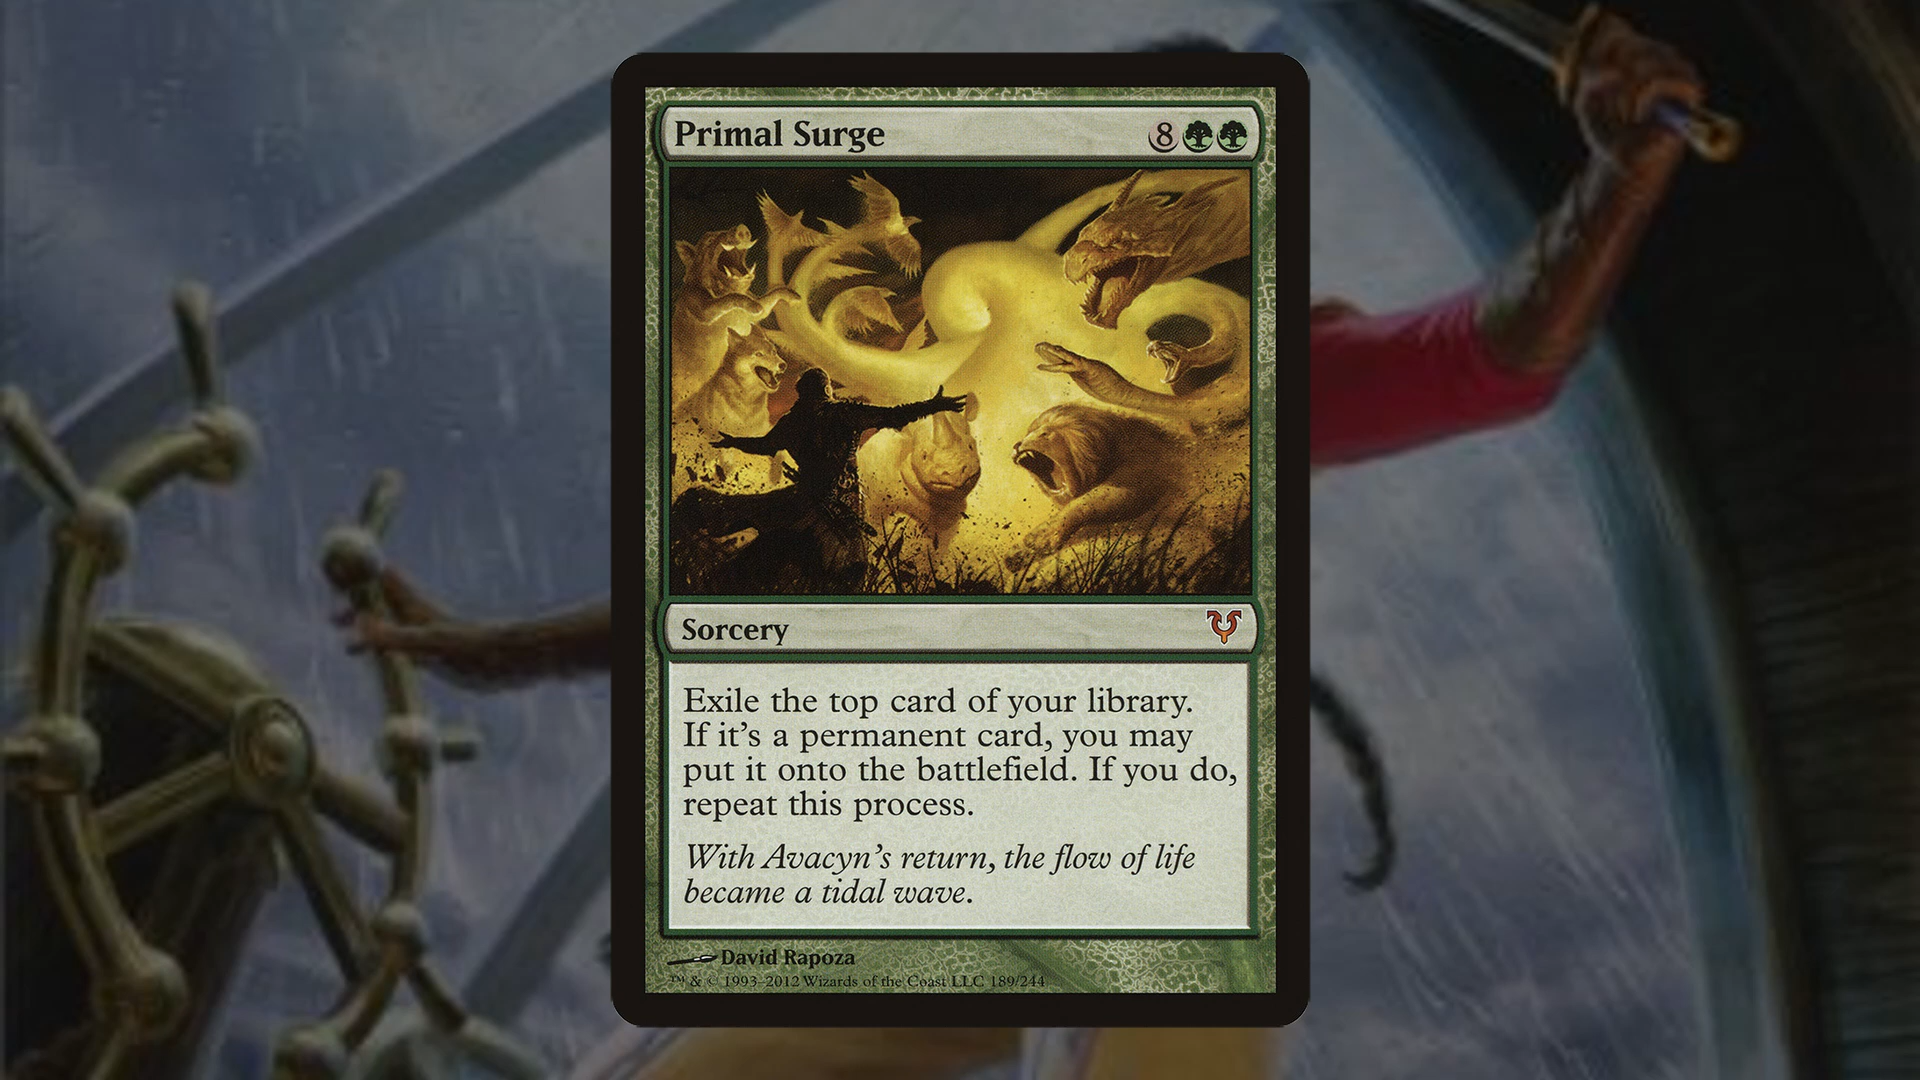 Primal Surge
8
Sorcery
Exile the top card of your library.
If it's a permanent card, you may
put it onto the battlefield. If you do,
repeat this process.
With Avacyn's return, the flow of life
became a tidal wave.
David Rapoza
™ & © 1993–2012 Wizards of the Coast LLC 189/244